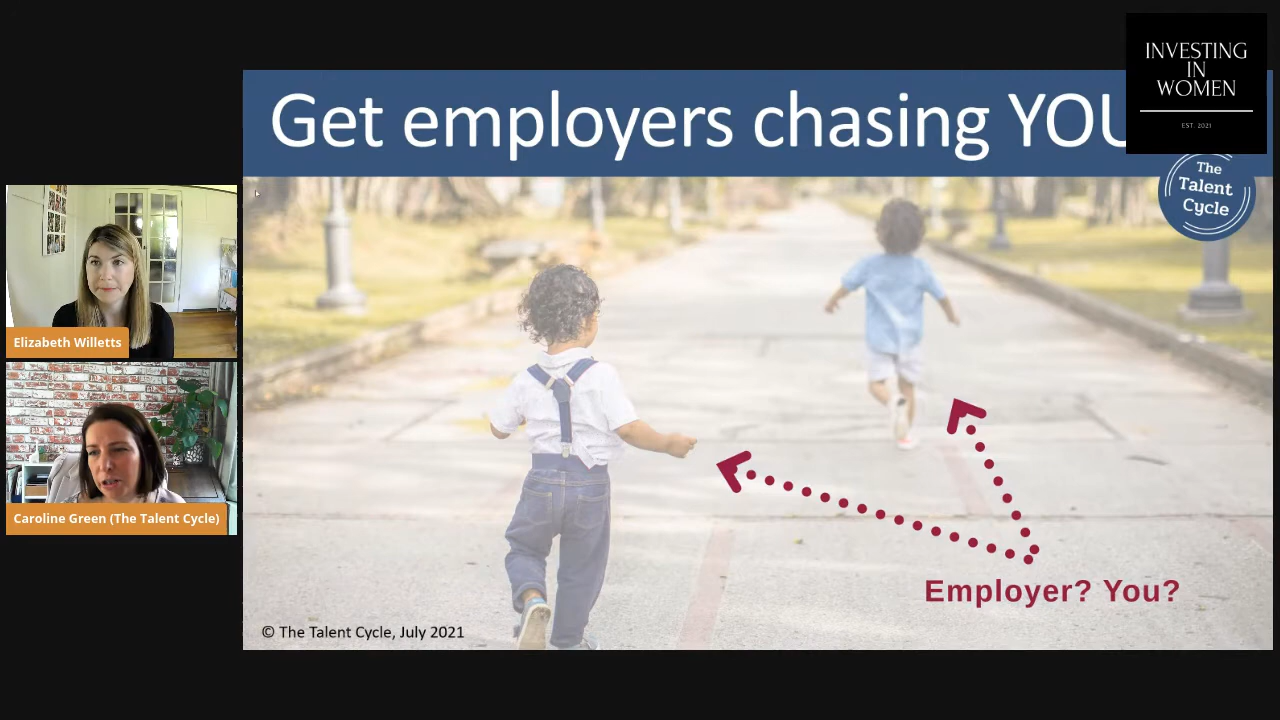 INVESTING
IN
WOMEN
EST. 2021
Get employers chasing YOU
The
Talent
Cycle
Elizabeth Willetts
Caroline Green (The Talent Cycle)
Employer? You?
© The Talent Cycle, July 2021